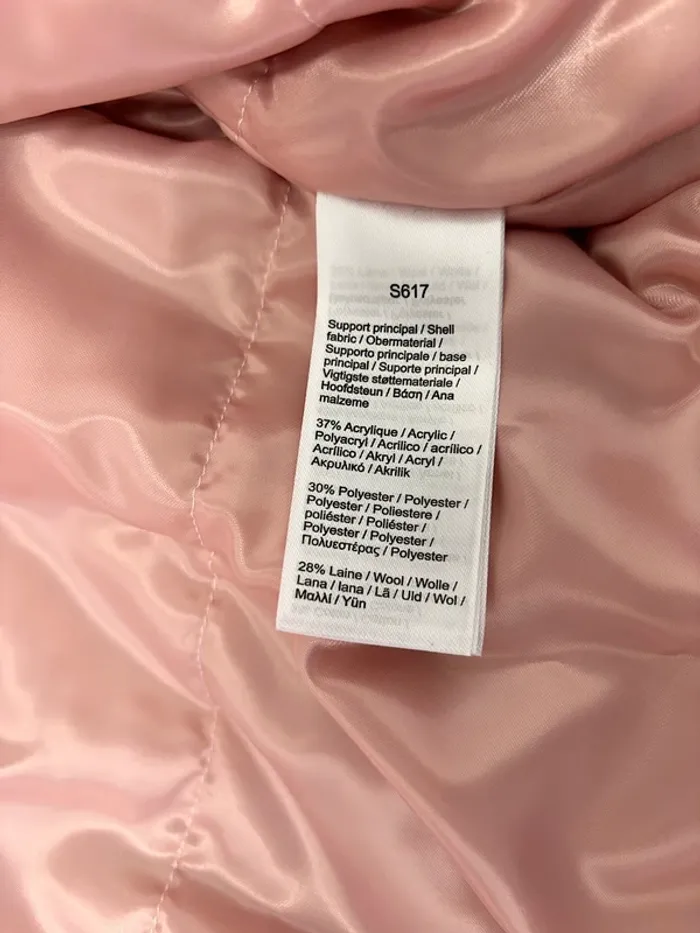 S617
Support principal / Shell
fabric / Obermaterial /
Supporto principale / base
principal / Suporte principal /
Vigtigste støttemateriale /
Hoofdsteun / Βάση / Ana
malzeme
37% Acrylique / Acrylic /
Polyacryl / Acrilico / acrílico /
Acrílico / Akryl / Acryl /
Ακρυλικό / Akrilik
30% Polyester / Polyester /
Polyester / Poliestere /
poliéster / Poliéster /
Polyester / Polyester /
Πολυεστέρας / Polyester
28% Laine / Wool / Wolle /
Lana / lana / Lã / Uld / Wol /
Μαλλί / Yün